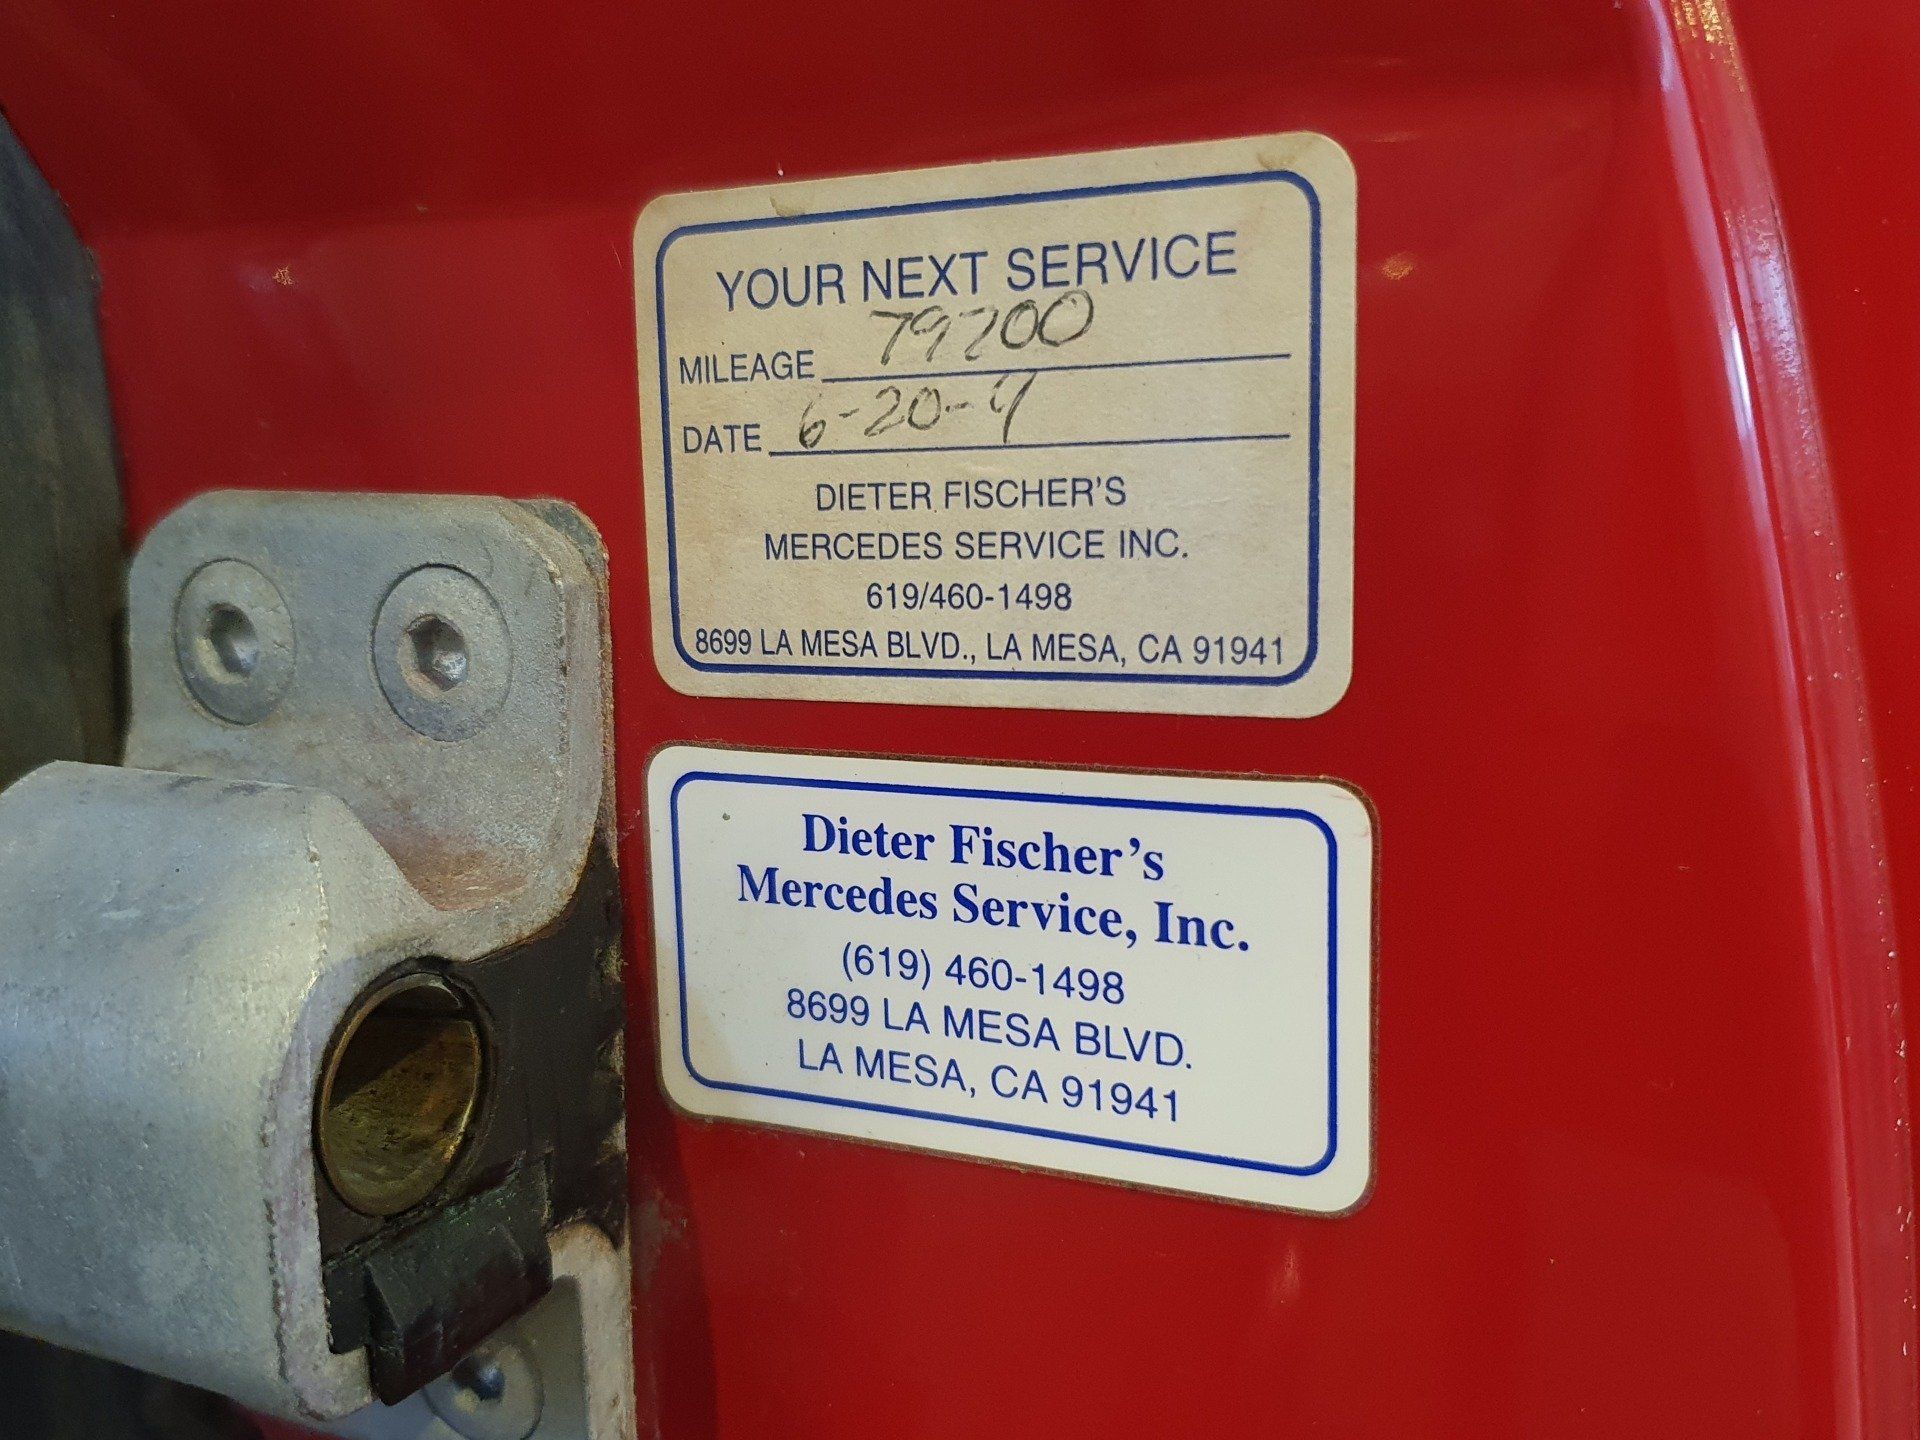 YOUR NEXT SERVICE
MILEAGE 79700
DATE 6-20-9
DIETER FISCHER'S
MERCEDES SERVICE INC.
619/460-1498
8699 LA MESA BLVD., LA MESA, CA 91941
Dieter Fischer's
Mercedes Service, Inc.
(619) 460-1498
8699 LA MESA BLVD.
LA MESA, CA 91941